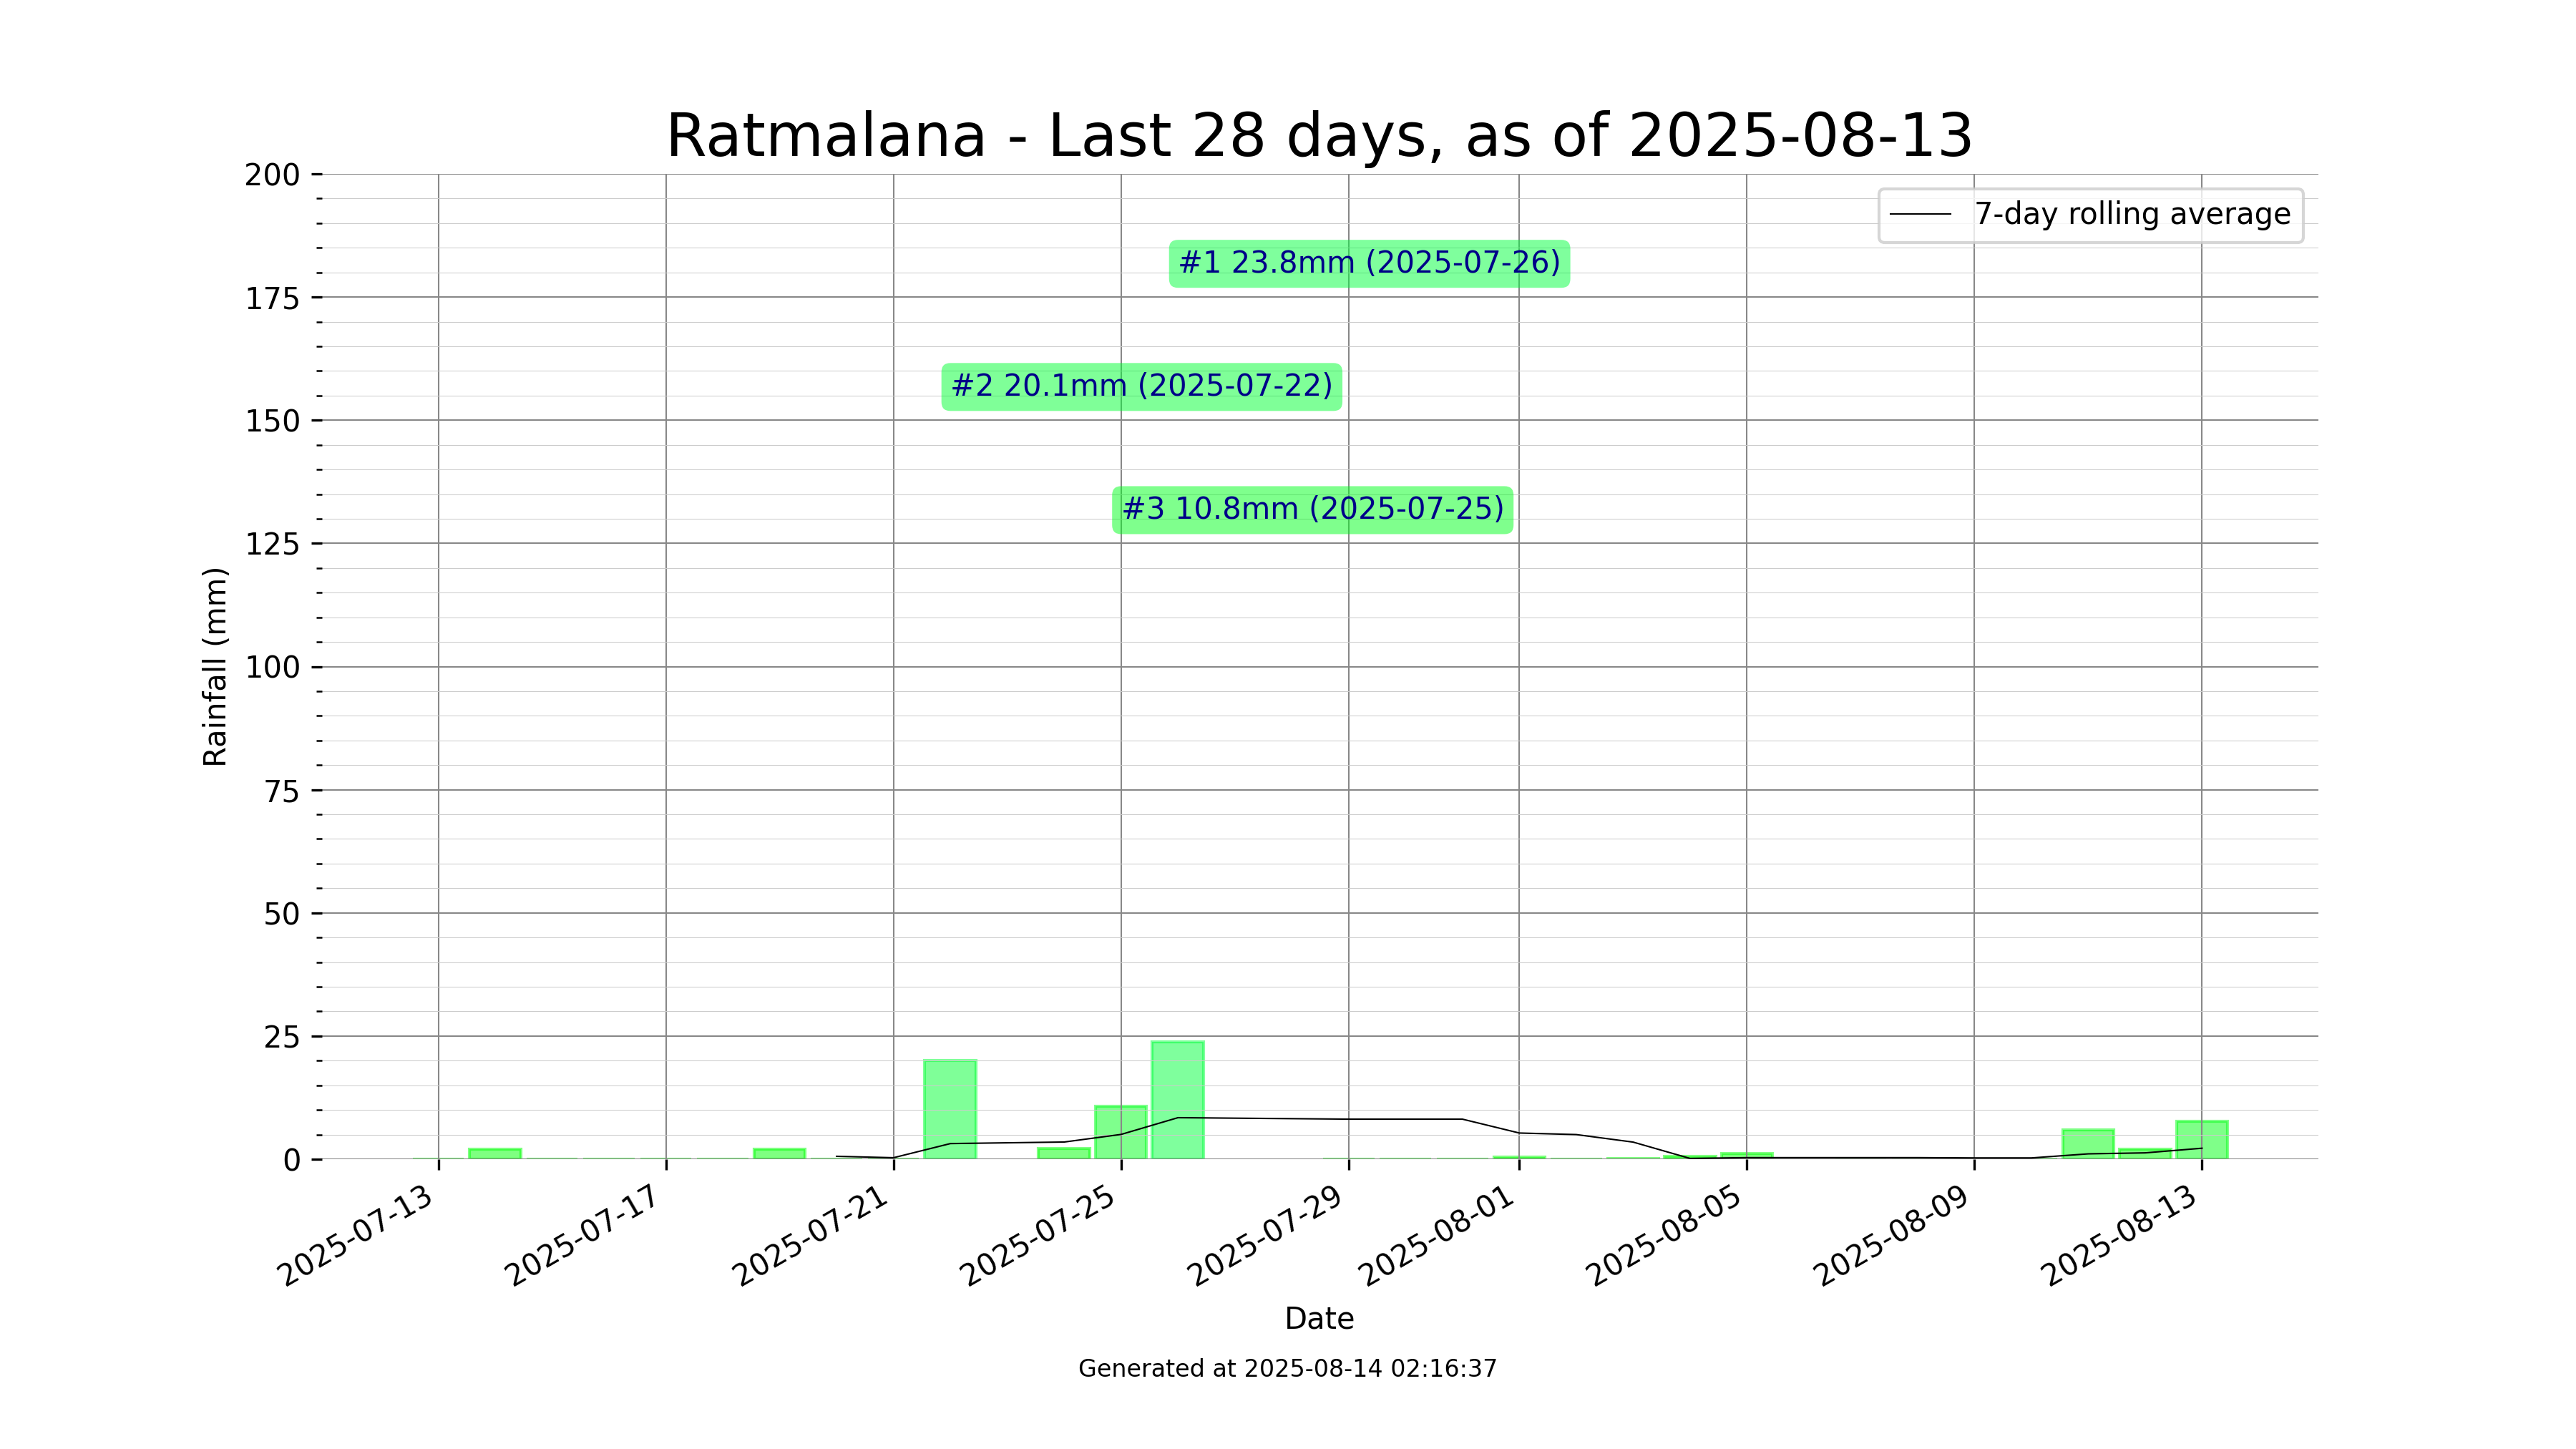 Ratmalana - Last 28 days, as of 2025-08-13
7-day rolling average
#1 23.8mm (2025-07-26)
#2 20.1mm (2025-07-22)
#3 10.8mm (2025-07-25)
Rainfall (mm)
200
175
150
125
100
75
50
25
0
2025-07-13
2025-07-17
2025-07-21
2025-07-25
2025-07-29
2025-08-01
2025-08-05
2025-08-09
2025-08-13
Date
Generated at 2025-08-14 02:16:37